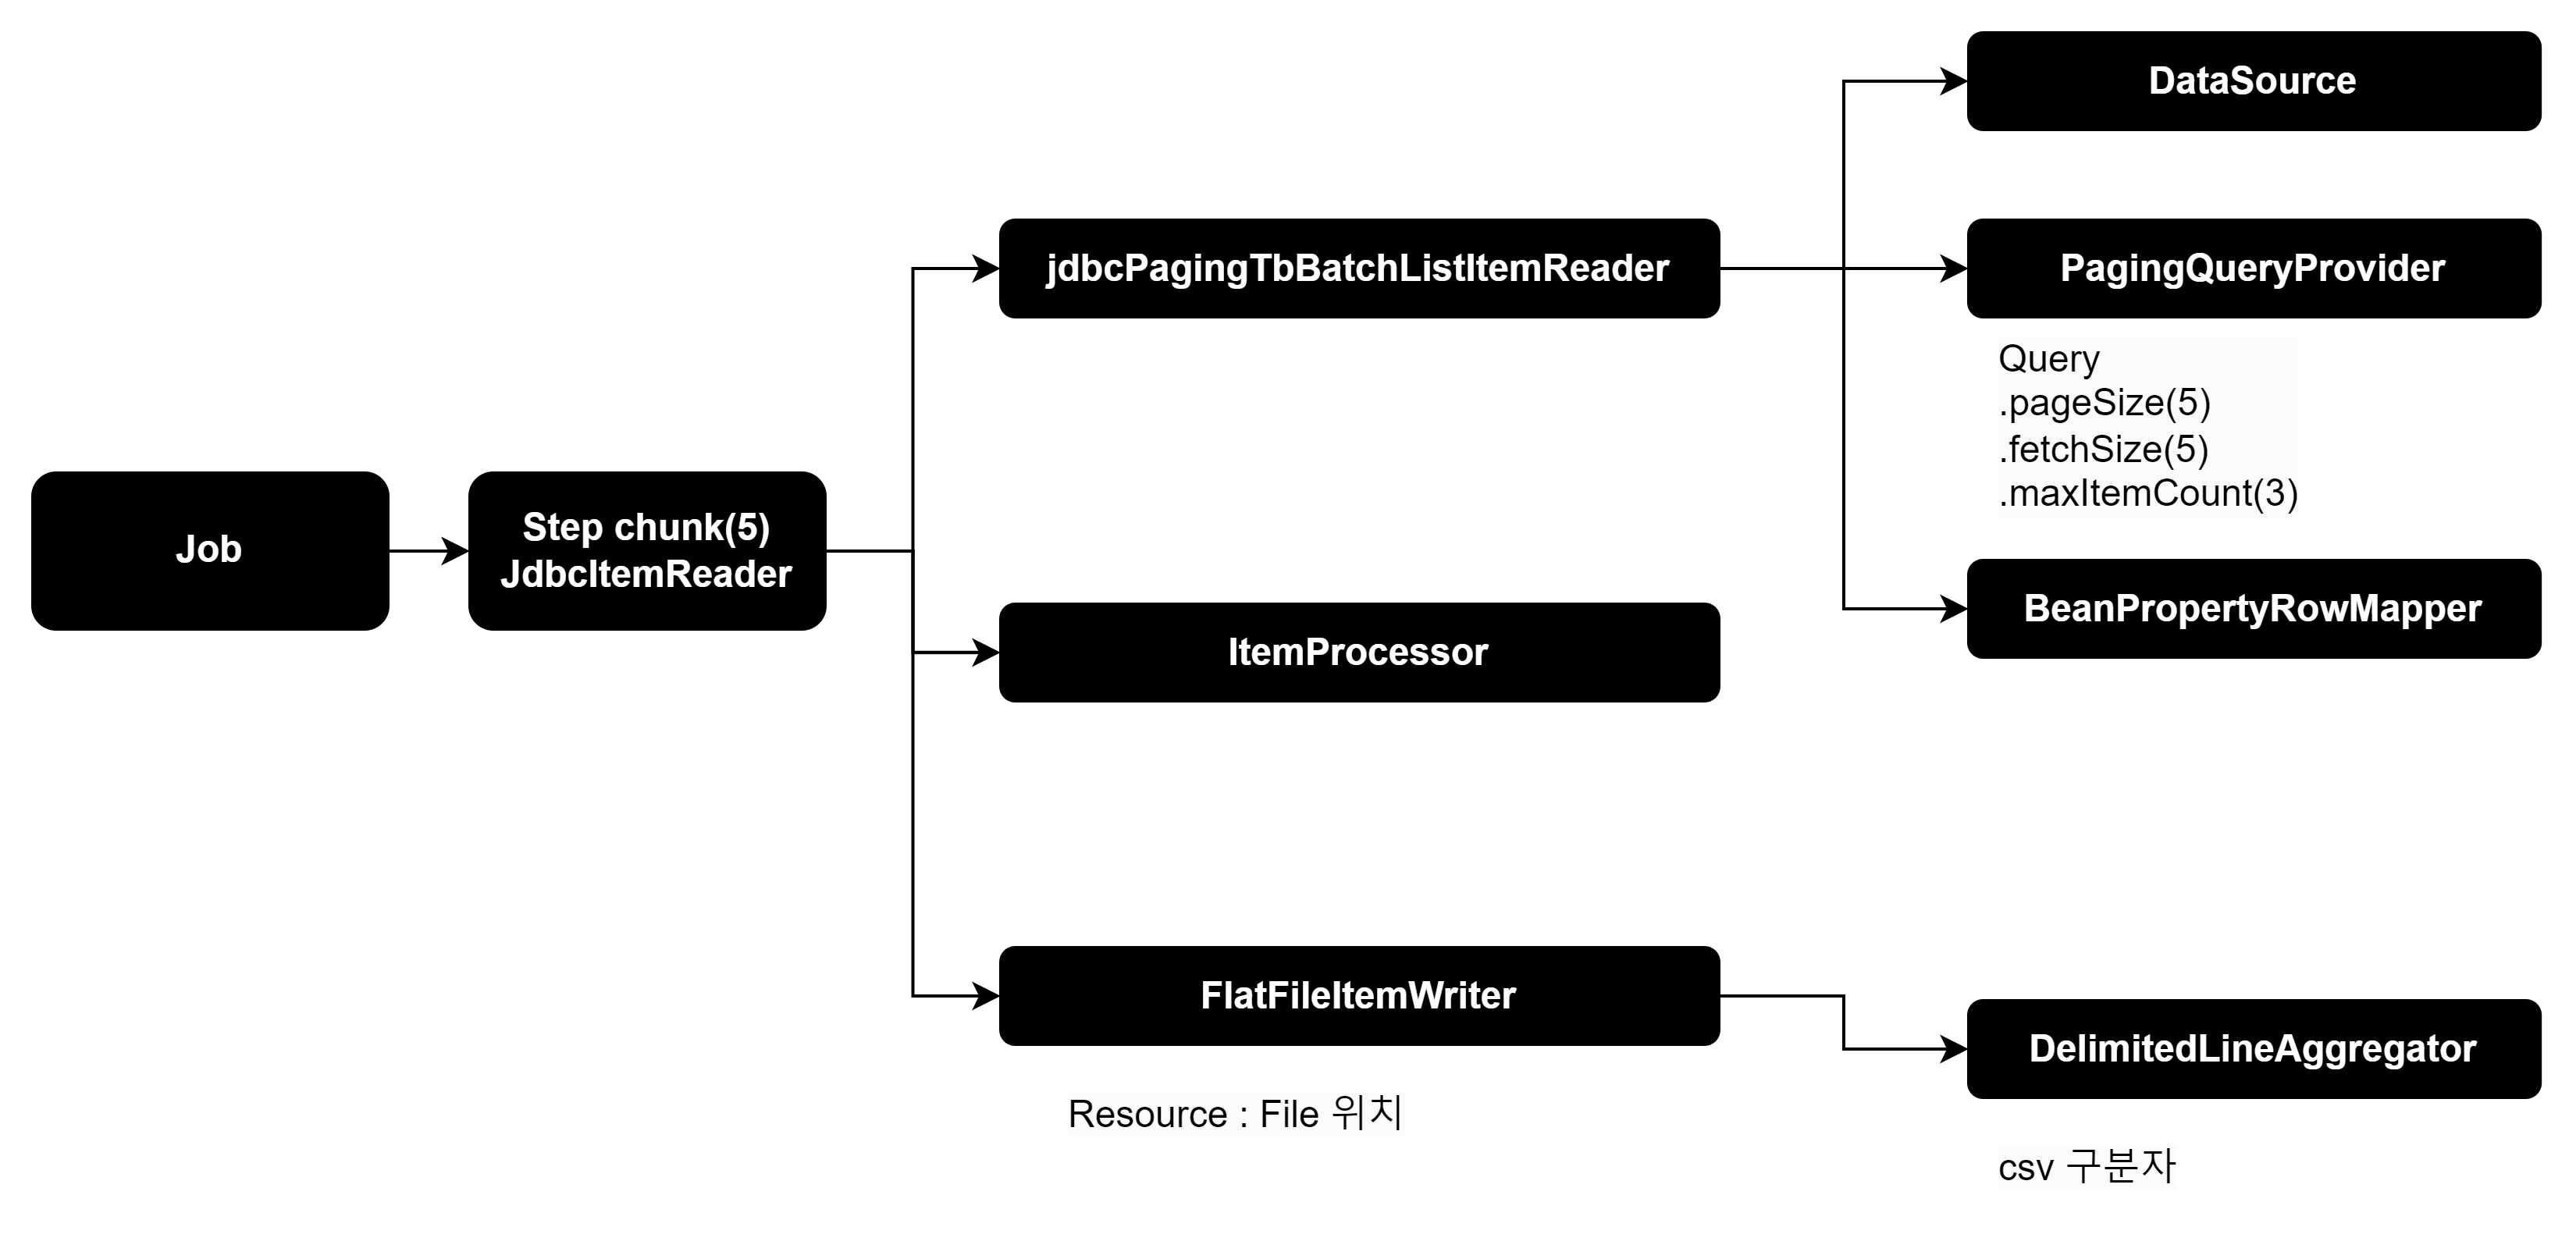 Job
Step chunk(5)
JdbcItemReader
jdbcPagingTbBatchListItemReader
ItemProcessor
FlatFileItemWriter
Resource : File 위치
DataSource
PagingQueryProvider
Query
.pageSize(5)
.fetchSize(5)
.maxItemCount(3)
BeanPropertyRowMapper
DelimitedLineAggregator
csv 구분자